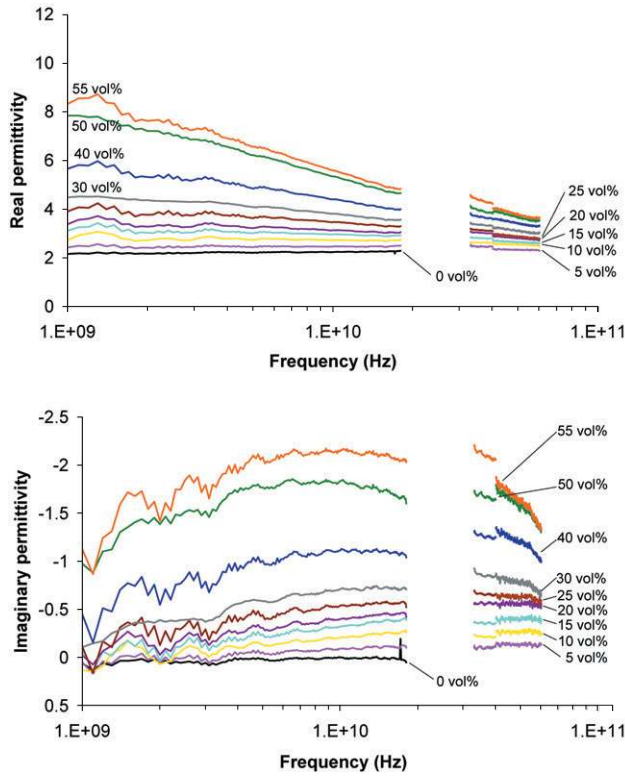 12
10
8
6
4
2
0
Real permittivity
55 vol%
50 vol%
40 vol%
30 vol%
25 vol%
20 vol%
15 vol%
10 vol%
5 vol%
0 vol%
1.E+09
1.E+10
1.E+11
Frequency (Hz)
-2.5
-2
-1.5
-1
-0.5
0
0.5
Imaginary permittivity
55 vol%
50 vol%
40 vol%
30 vol%
25 vol%
20 vol%
15 vol%
10 vol%
5 vol%
0 vol%
1.E+09
1.E+10
1.E+11
Frequency (Hz)